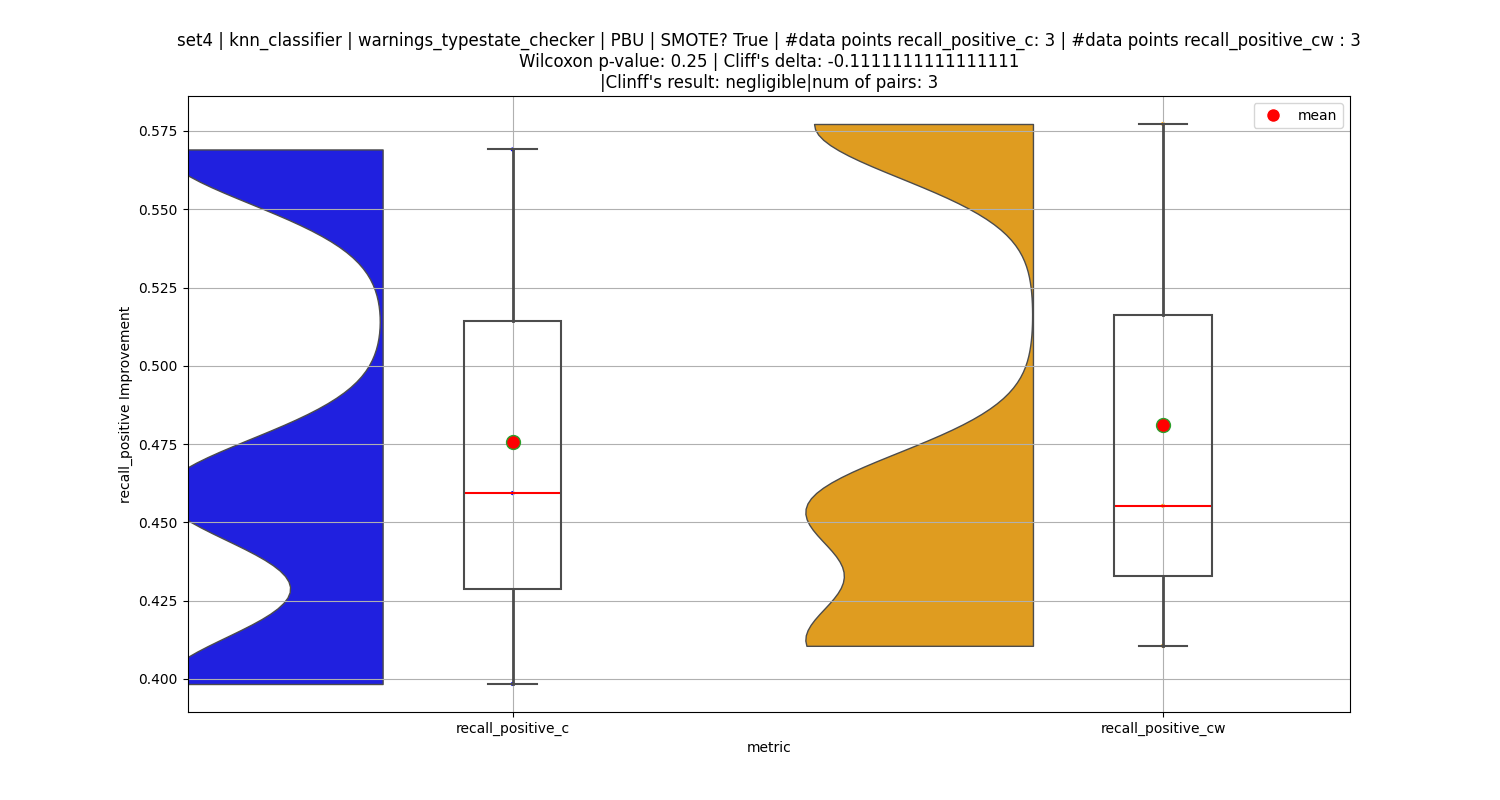 set4 | knn_classifier | warnings_typestate_checker | PBU | SMOTE? True | #data points recall_positive_c: 3 | #data points recall_positive_cw : 3
Wilcoxon p-value: 0.25 | Cliff's delta: -0.1111111111111111
|Clinff's result: negligible|num of pairs: 3
mean
0.575
0.550
0.525
0.500
0.475
0.450
0.425
0.400
recall_positive Improvement
recall_positive_c
recall_positive_cw
metric